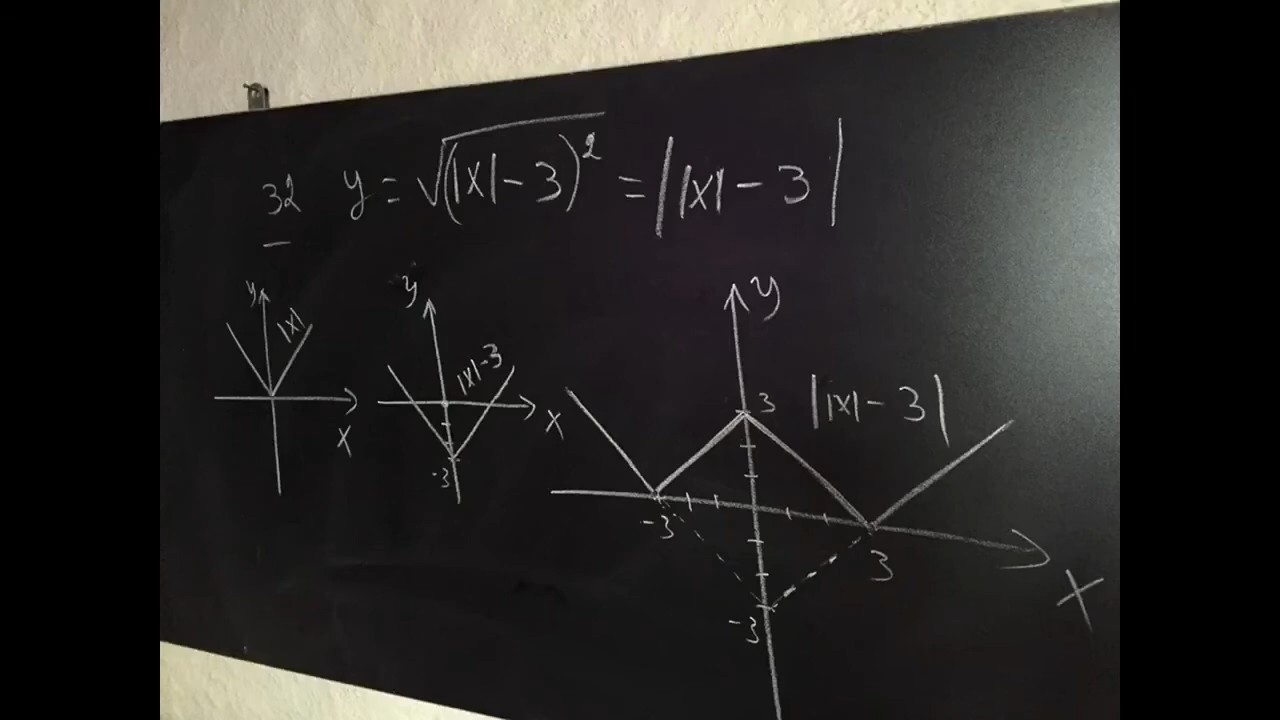 32 y = √(|x| - 3)² = ||x| - 3|
y |x| x
y |x|-3 x -3
y 3 ||x| - 3| -3 3 -3 x